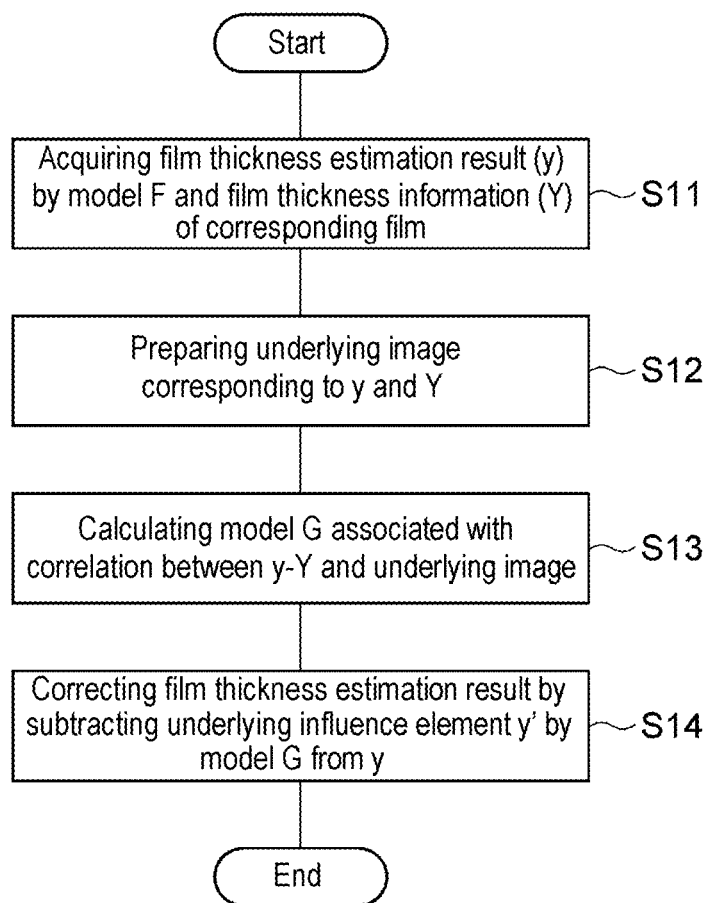 Start
Acquiring film thickness estimation result (y)
by model F and film thickness information (Y)
of corresponding film
S11
Preparing underlying image
corresponding to y and Y
S12
Calculating model G associated with
correlation between y-Y and underlying image
S13
Correcting film thickness estimation result by
subtracting underlying influence element y’ by
model G from y
S14
End